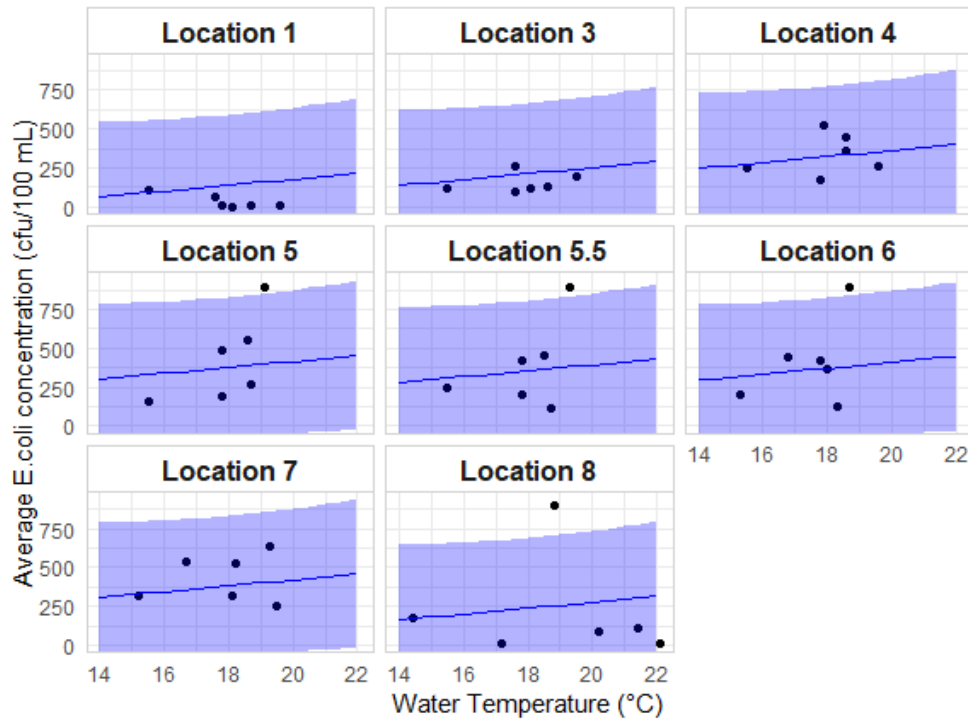 Location 1
Location 3
Location 4
750
500
250
0
Location 5
Location 5.5
Location 6
750
500
250
0
14 16 18 20 22
Location 7
Location 8
750
500
250
0
14 16 18 20 22
14 16 18 20 22
Water Temperature (°C)
Average E.coli concentration (cfu/100 mL)